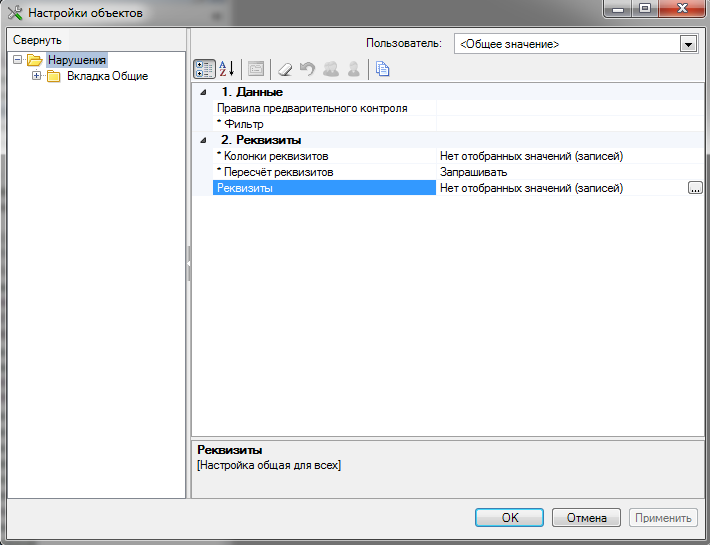 Настройки объектов
Свернуть
Пользователь: <Общее значение>
Нарушения
Вкладка Общие
1. Данные
Правила предварительного контроля
* Фильтр
2. Реквизиты
* Колонки реквизитов Нет отобранных значений (записей)
* Пересчёт реквизитов Запрашивать
Реквизиты Нет отобранных значений (записей) ...
Реквизиты
[Настройка общая для всех]
OK Отмена Применить